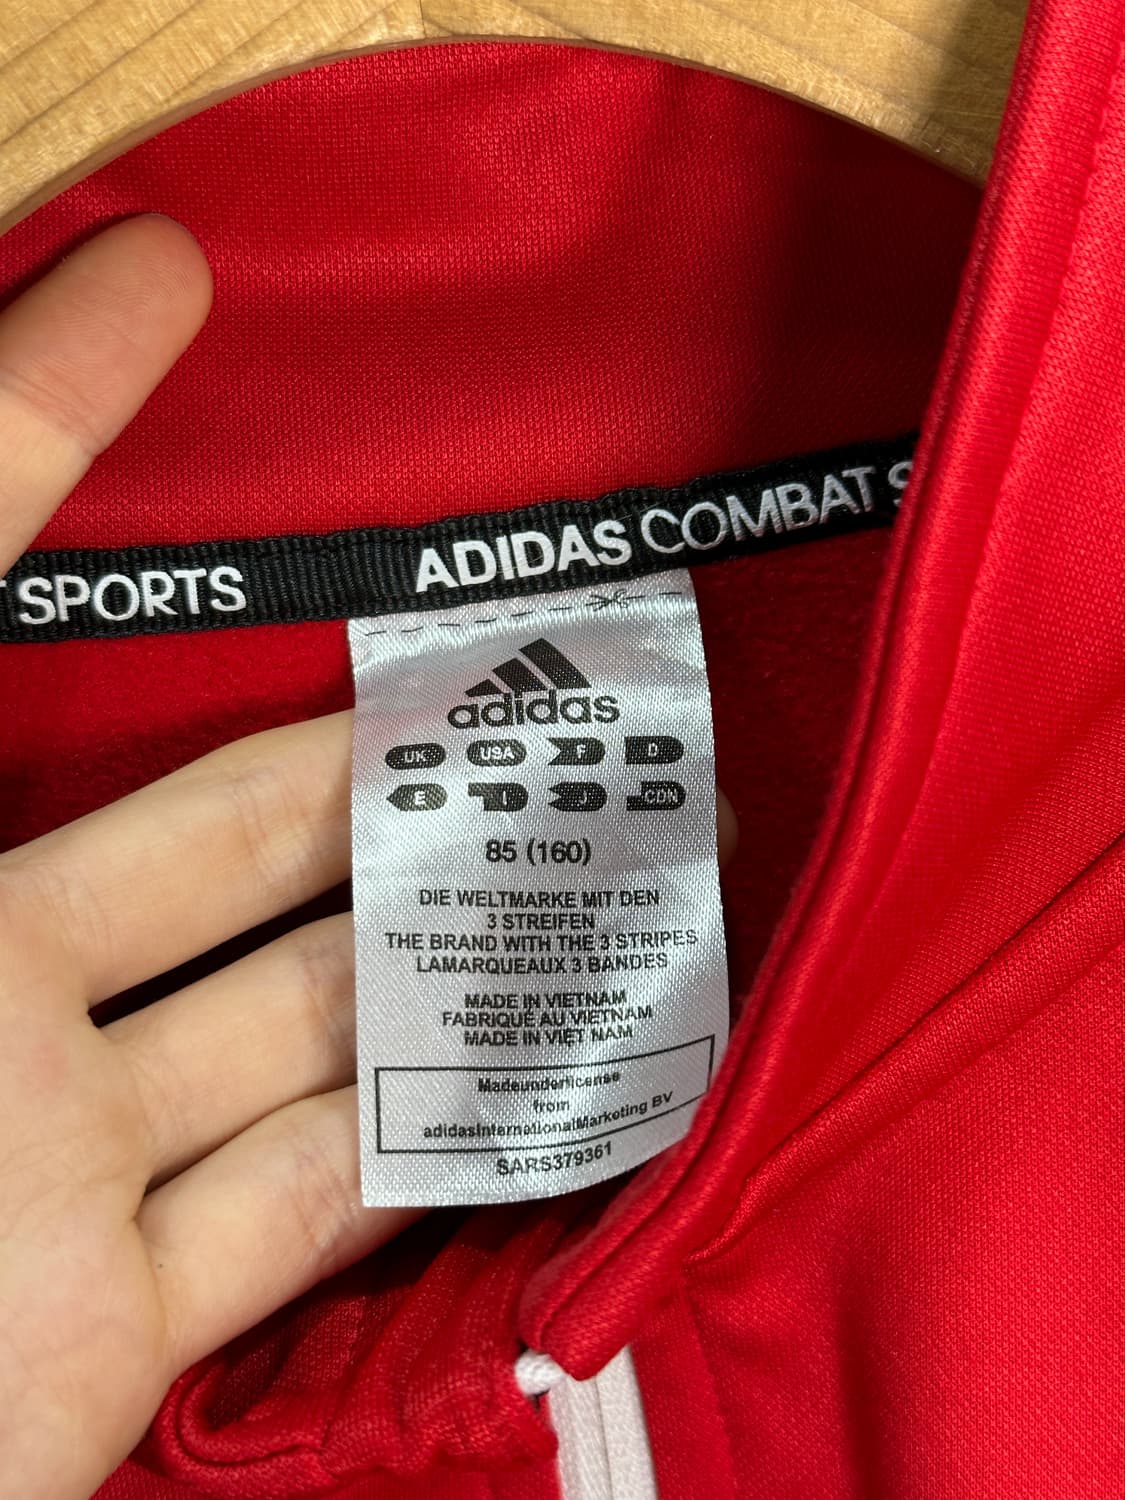 SPORTS
ADIDAS COMBAT S
adidas
UK USA F D
E I J CDN
85 (160)
DIE WELTMARKE MIT DEN
3 STREIFEN
THE BRAND WITH THE 3 STRIPES
LAMARQUEAUX 3 BANDES
MADE IN VIETNAM
FABRIQUE AU VIETNAM
MADE IN VIET NAM
Madeunderlicense
from
adidasInternationalMarketing BV
SARS379361